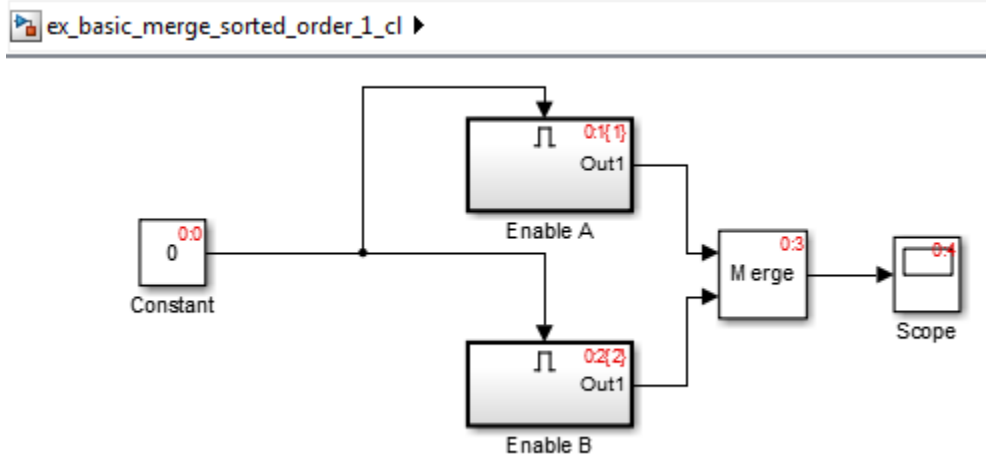 ex_basic_merge_sorted_order_1_cl
0:1{1}
Out1
Enable A
0:0
0
Constant
0:3
Merge
0:4
Scope
0:2{2}
Out1
Enable B